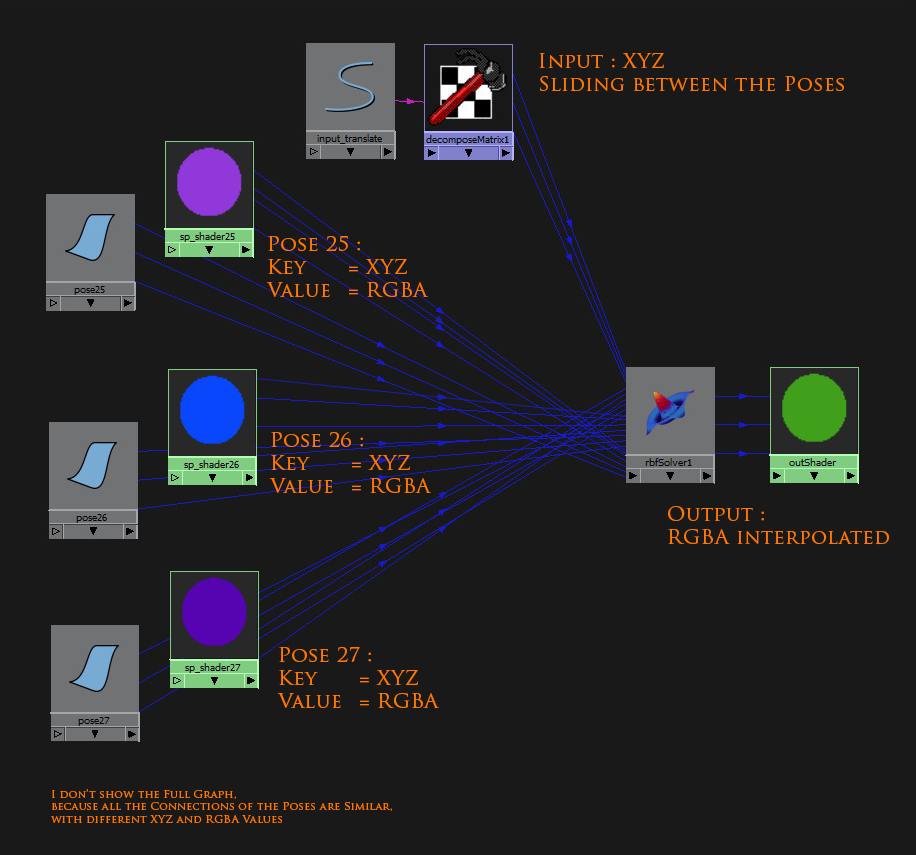 Input : XYZ
Sliding between the Poses
input_translate
decomposeMatrix1
sp_shader25
Pose 25 :
Key = XYZ
Value = RGBA
pose25
sp_shader26
Pose 26 :
Key = XYZ
Value = RGBA
pose26
rbfSolver1
outShader
Output :
RGBA interpolated
sp_shader27
Pose 27 :
Key = XYZ
Value = RGBA
pose27
I don't show the Full Graph,
because all the Connections of the Poses are Similar,
with different XYZ and RGBA Values